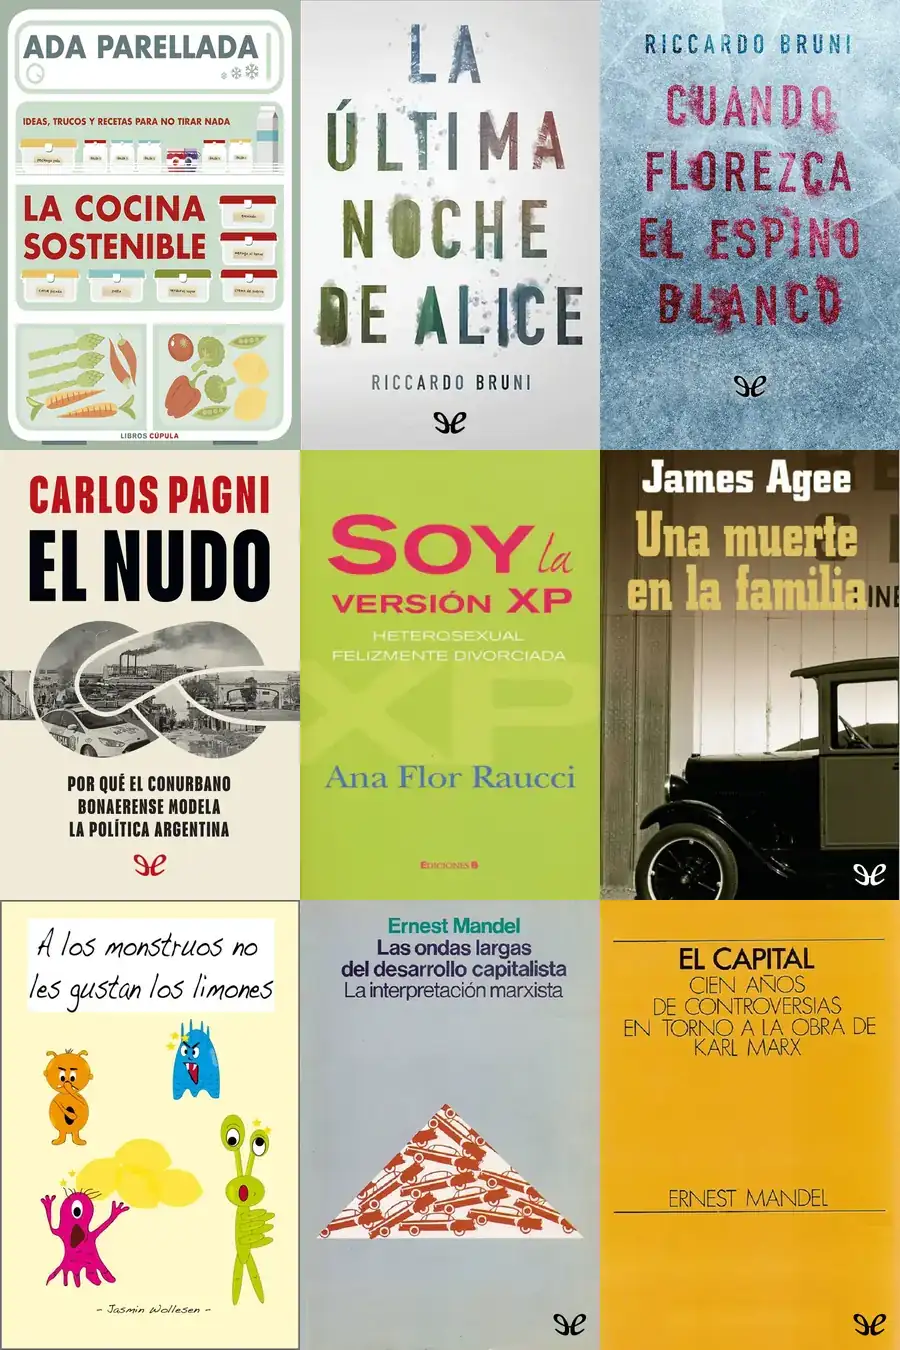 ADA PARELLADA
IDEAS, TRUCOS Y RECETAS PARA NO TIRAR NADA
LA COCINA
SOSTENIBLE
LIBROS CÚPULA
LA
ÚLTIMA
NOCHE
DE ALICE
RICCARDO BRUNI
RICCARDO BRUNI
CUANDO
FLOREZCA
EL ESPINO
BLANCO
CARLOS PAGNI
EL NUDO
POR QUÉ EL CONURBANO
BONAERENSE MODELA
LA POLÍTICA ARGENTINA
SOY la
VERSIÓN XP
HETEROSEXUAL
FELIZMENTE DIVORCIADA
XP
Ana Flor Raucci
EDICIONES B
James Agee
Una muerte
en la familia
A los monstruos no
les gustan los limones
- Jasmin Wollesen -
Ernest Mandel
Las ondas largas
del desarrollo capitalista
La interpretación marxista
EL CAPITAL
CIEN AÑOS
DE CONTROVERSIAS
EN TORNO A LA OBRA DE
KARL MARX
ERNEST MANDEL